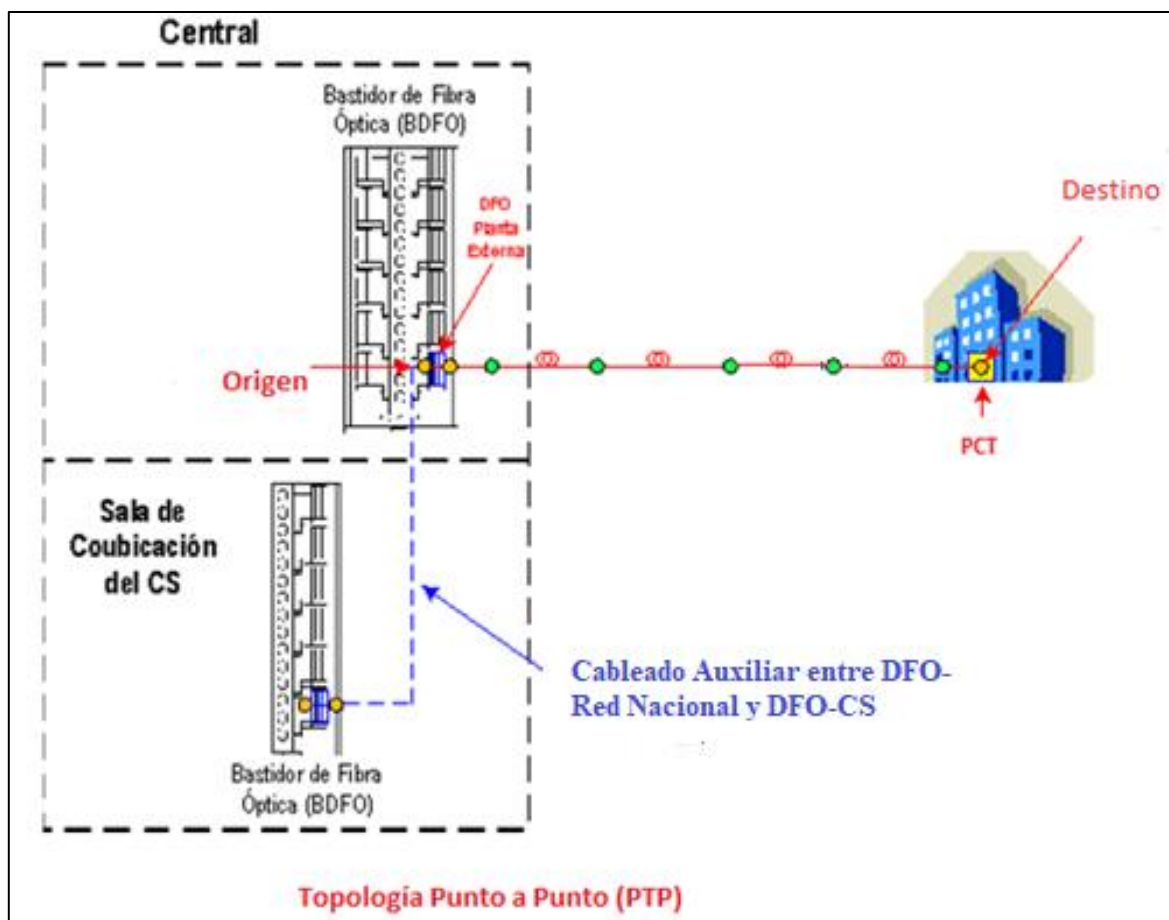 Central
Bastidor de Fibra
Óptica (BDFO)
DFO
Planta
Externa
Destino
Origen
PCT
Sala de
Coubicación
del CS
Cableado Auxiliar entre DFO-
Red Nacional y DFO-CS
Bastidor de Fibra
Óptica (BDFO)
Topología Punto a Punto (PTP)